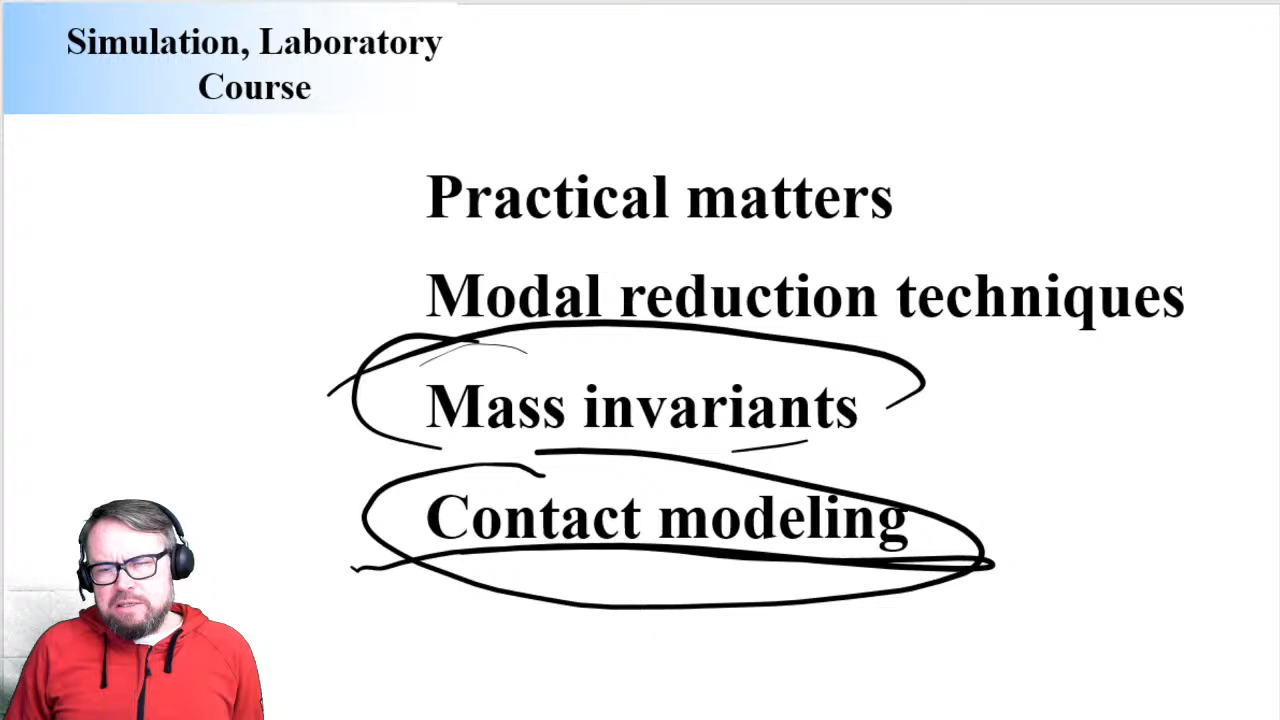 Simulation, Laboratory
Course
Practical matters
Modal reduction techniques
Mass invariants
Contact modeling